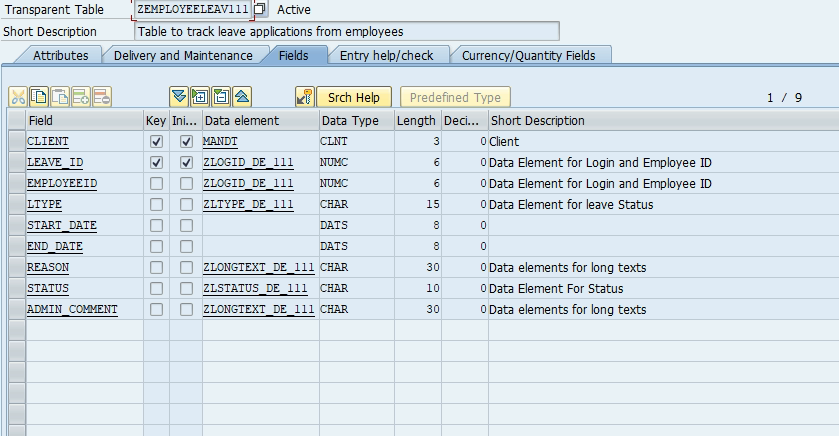 Transparent Table ZEMPLOYEELEAV111 Active
Short Description Table to track leave applications from employees
Attributes Delivery and Maintenance Fields Entry help/check Currency/Quantity Fields
Srch Help Predefined Type 1 / 9
Field Key Ini... Data element Data Type Length Deci... Short Description
CLIENT MANDT CLNT 3 0 Client
LEAVE_ID ZLOGID_DE_111 NUMC 6 0 Data Element for Login and Employee ID
EMPLOYEEID ZLOGID_DE_111 NUMC 6 0 Data Element for Login and Employee ID
LTYPE ZLTYPE_DE_111 CHAR 15 0 Data Element for leave Status
START_DATE DATS 8 0
END_DATE DATS 8 0
REASON ZLONGTEXT_DE_111 CHAR 30 0 Data elements for long texts
STATUS ZLSTATUS_DE_111 CHAR 10 0 Data Element For Status
ADMIN_COMMENT ZLONGTEXT_DE_111 CHAR 30 0 Data elements for long texts